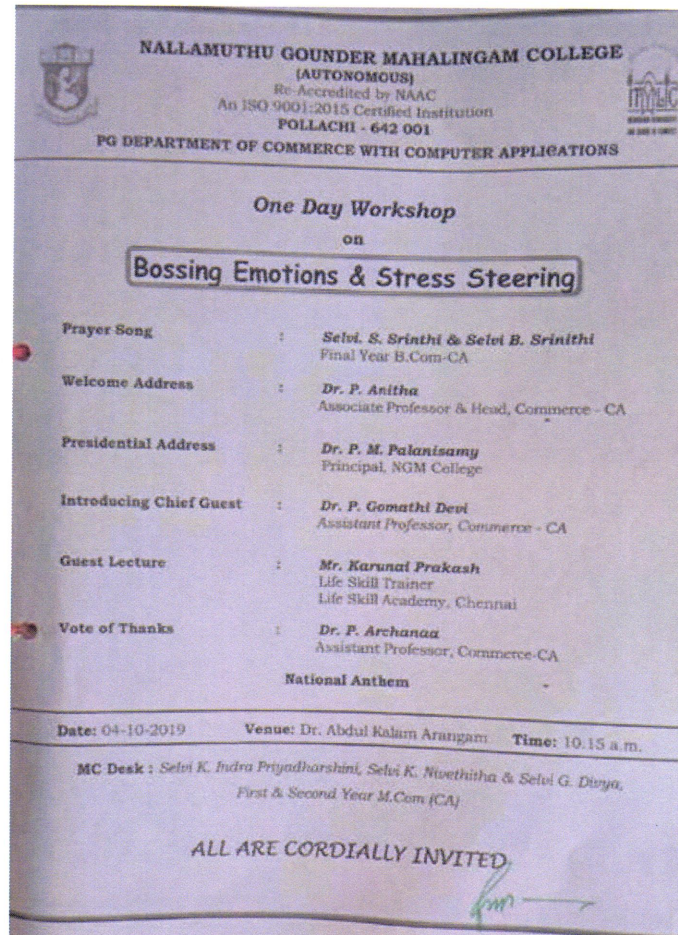 NALLAMUTHU GOUNDER MAHALINGAM COLLEGE
(AUTONOMOUS)
Re-Accredited by NAAC
An ISO 9001:2015 Certified Institution
POLLACHI - 642 001
PG DEPARTMENT OF COMMERCE WITH COMPUTER APPLICATIONS
One Day Workshop
on
Bossing Emotions & Stress Steering
Prayer Song : Selvi. S. Srinthi & Selvi B. Srinithi
Final Year B.Com-CA
Welcome Address : Dr. P. Anitha
Associate Professor & Head, Commerce - CA
Presidential Address : Dr. P. M. Palanisamy
Principal, NGM College
Introducing Chief Guest : Dr. P. Gomathi Devi
Assistant Professor, Commerce - CA
Guest Lecture : Mr. Karunai Prakash
Life Skill Trainer
Life Skill Academy, Chennai
Vote of Thanks : Dr. P. Archanaa
Assistant Professor, Commerce-CA
National Anthem
Date: 04-10-2019 Venue: Dr. Abdul Kalam Arangam Time: 10.15 a.m.
MC Desk : Selvi K. Indra Priyadharshini, Selvi K. Nivethitha & Selvi G. Divya,
First & Second Year M.Com (CA)
ALL ARE CORDIALLY INVITED